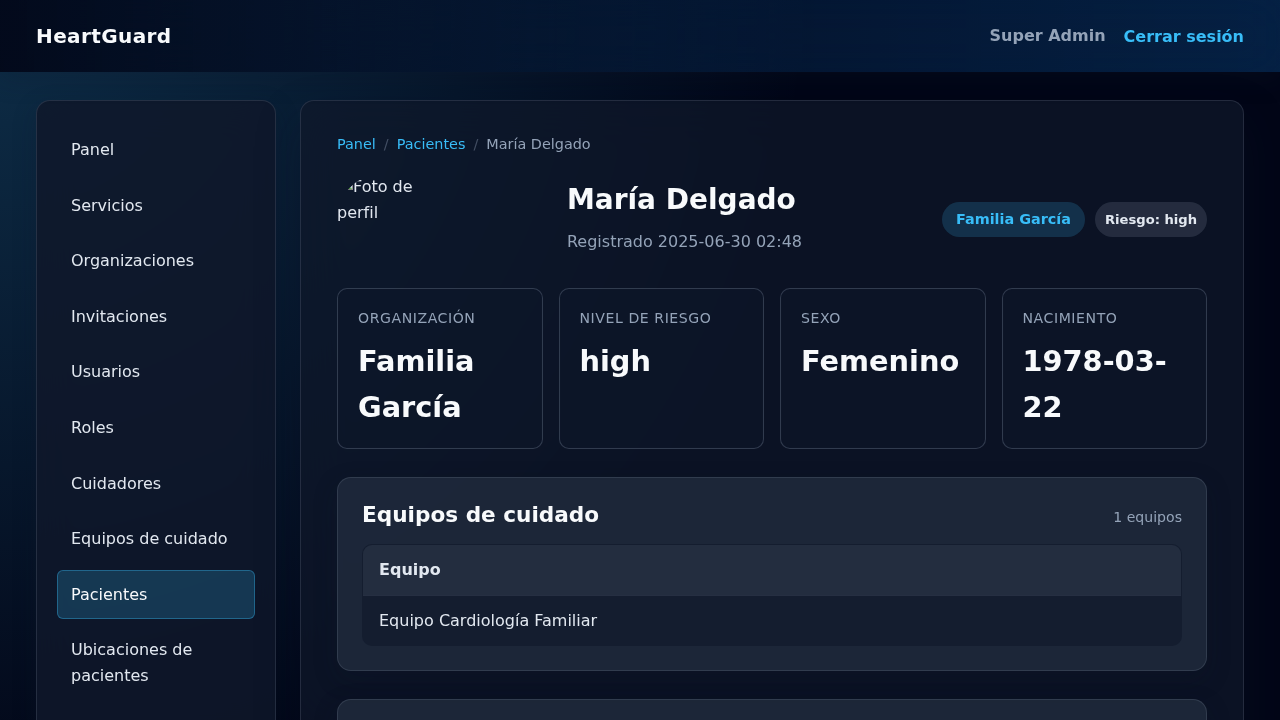 HeartGuard
Super Admin
Cerrar sesión
Panel
Servicios
Organizaciones
Invitaciones
Usuarios
Roles
Cuidadores
Equipos de cuidado
Pacientes
Ubicaciones de
pacientes
Panel / Pacientes / María Delgado
Foto de
perfil
María Delgado
Registrado 2025-06-30 02:48
Familia García
Riesgo: high
ORGANIZACIÓN
Familia
García
NIVEL DE RIESGO
high
SEXO
Femenino
NACIMIENTO
1978-03-
22
Equipos de cuidado
1 equipos
Equipo
Equipo Cardiología Familiar